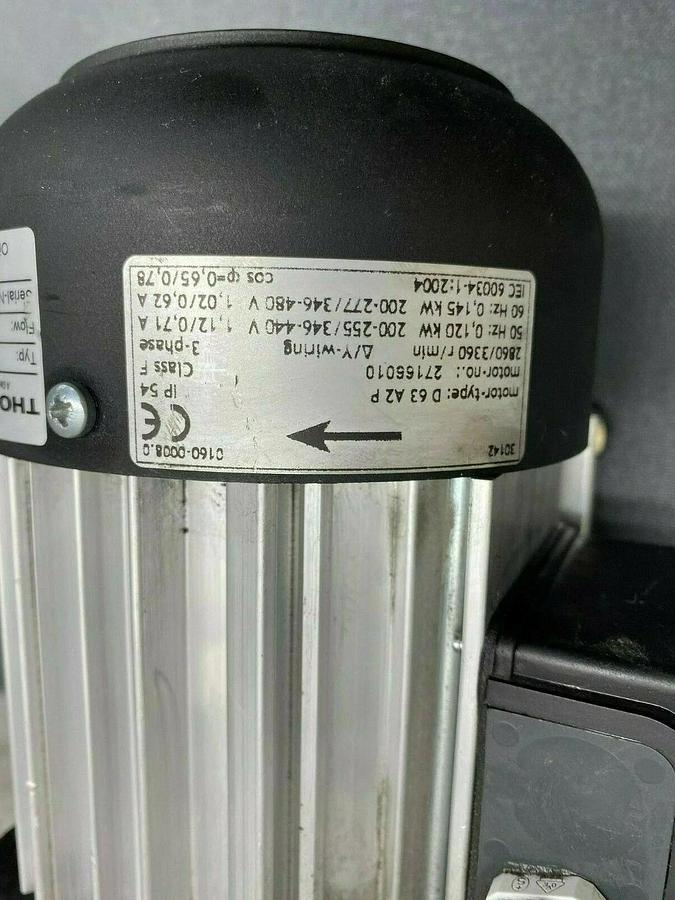 30142 0160-0008.0
CE
motor-type: D 63 A2 P IP 54
motor-no.: 27166010 Class F
2860/3360 r/min Δ/Y-wiring 3-phase
50 Hz: 0,120 kW 200-255/346-440 V 1,12/0,71 A
60 Hz: 0,145 kW 200-277/346-480 V 1,02/0,62 A
IEC 60034-1:2004 cos φ=0,65/0,78
THO
Typ:
Flow:
Serial-N